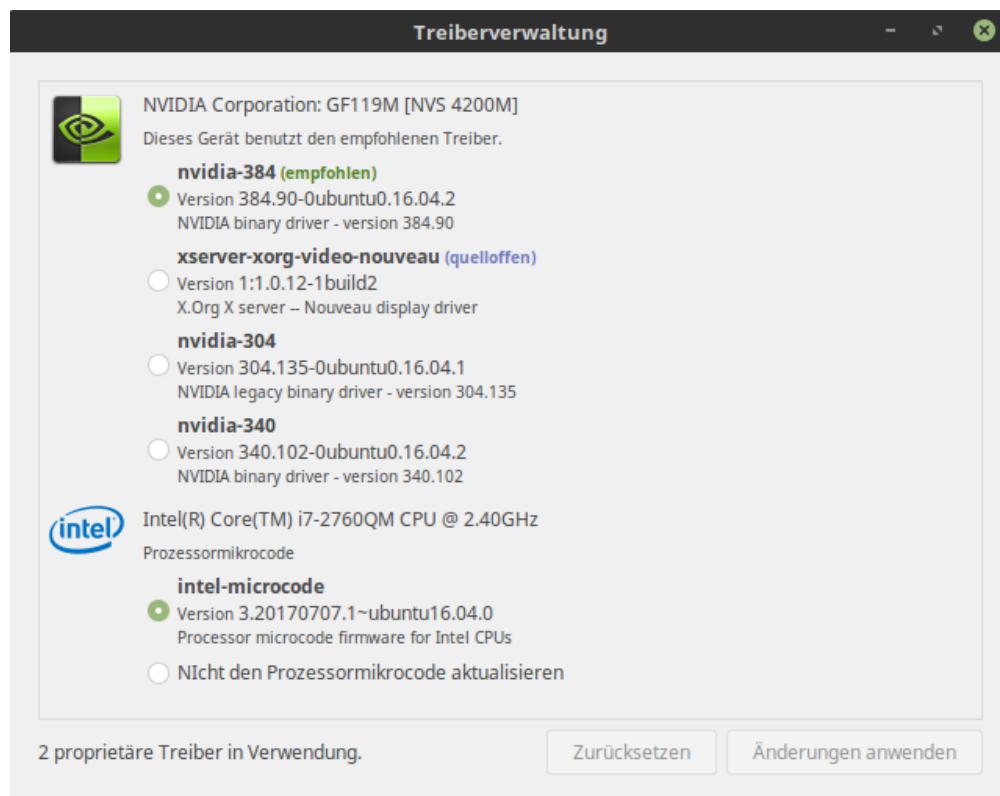 Treiberverwaltung
NVIDIA Corporation: GF119M [NVS 4200M]
Dieses Gerät benutzt den empfohlenen Treiber.
nvidia-384 (empfohlen)
Version 384.90-0ubuntu0.16.04.2
NVIDIA binary driver - version 384.90
xserver-xorg-video-nouveau (quelloffen)
Version 1:1.0.12-1build2
X.Org X server -- Nouveau display driver
nvidia-304
Version 304.135-0ubuntu0.16.04.1
NVIDIA legacy binary driver - version 304.135
nvidia-340
Version 340.102-0ubuntu0.16.04.2
NVIDIA binary driver - version 340.102
intel
Intel(R) Core(TM) i7-2760QM CPU @ 2.40GHz
Prozessormikrocode
intel-microcode
Version 3.20170707.1~ubuntu16.04.0
Processor microcode firmware for Intel CPUs
NIcht den Prozessormikrocode aktualisieren
2 proprietäre Treiber in Verwendung.
Zurücksetzen
Änderungen anwenden